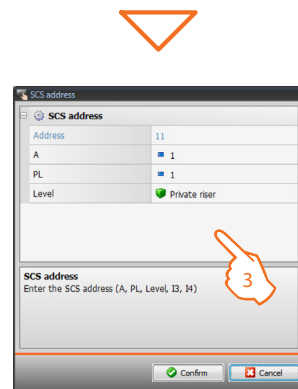 SCS address
SCS address
Address 11
A 1
PL 1
Level Private riser
3
SCS address
Enter the SCS address (A, PL, Level, I3, I4)
Confirm Cancel